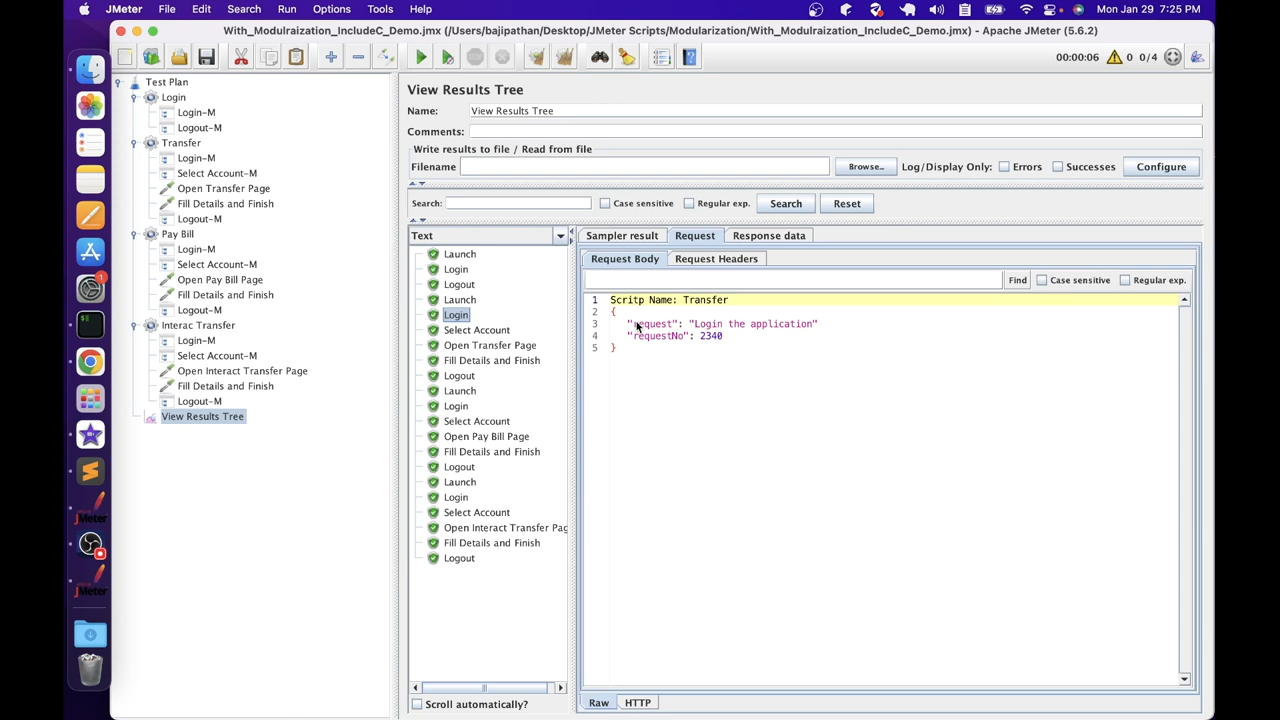 JMeter File Edit Search Run Options Tools Help Mon Jan 29 7:25 PM
With_Modulraization_IncludeC_Demo.jmx (/Users/bajipathan/Desktop/JMeter Scripts/Modularization/With_Modulraization_IncludeC_Demo.jmx) - Apache JMeter (5.6.2)
00:00:06 0 0/4
Test Plan
Login
Login-M
Logout-M
Transfer
Login-M
Select Account-M
Open Transfer Page
Fill Details and Finish
Logout-M
Pay Bill
Login-M
Select Account-M
Open Pay Bill Page
Fill Details and Finish
Logout-M
Interac Transfer
Login-M
Select Account-M
Open Interact Transfer Page
Fill Details and Finish
Logout-M
View Results Tree
View Results Tree
Name: View Results Tree
Comments:
Write results to file / Read from file
Filename Browse... Log/Display Only: Errors Successes Configure
Search: Case sensitive Regular exp. Search Reset
Text
Launch
Login
Logout
Launch
Login
Select Account
Open Transfer Page
Fill Details and Finish
Logout
Launch
Login
Select Account
Open Pay Bill Page
Fill Details and Finish
Logout
Launch
Login
Select Account
Open Interact Transfer Pag
Fill Details and Finish
Logout
Scroll automatically?
Sampler result Request Response data
Request Body Request Headers
Find Case sensitive Regular exp.
1 Scritp Name: Transfer
2 {
3 "request": "Login the application"
4 "requestNo": 2340
5 }
Raw HTTP
1
JMeter
JMeter